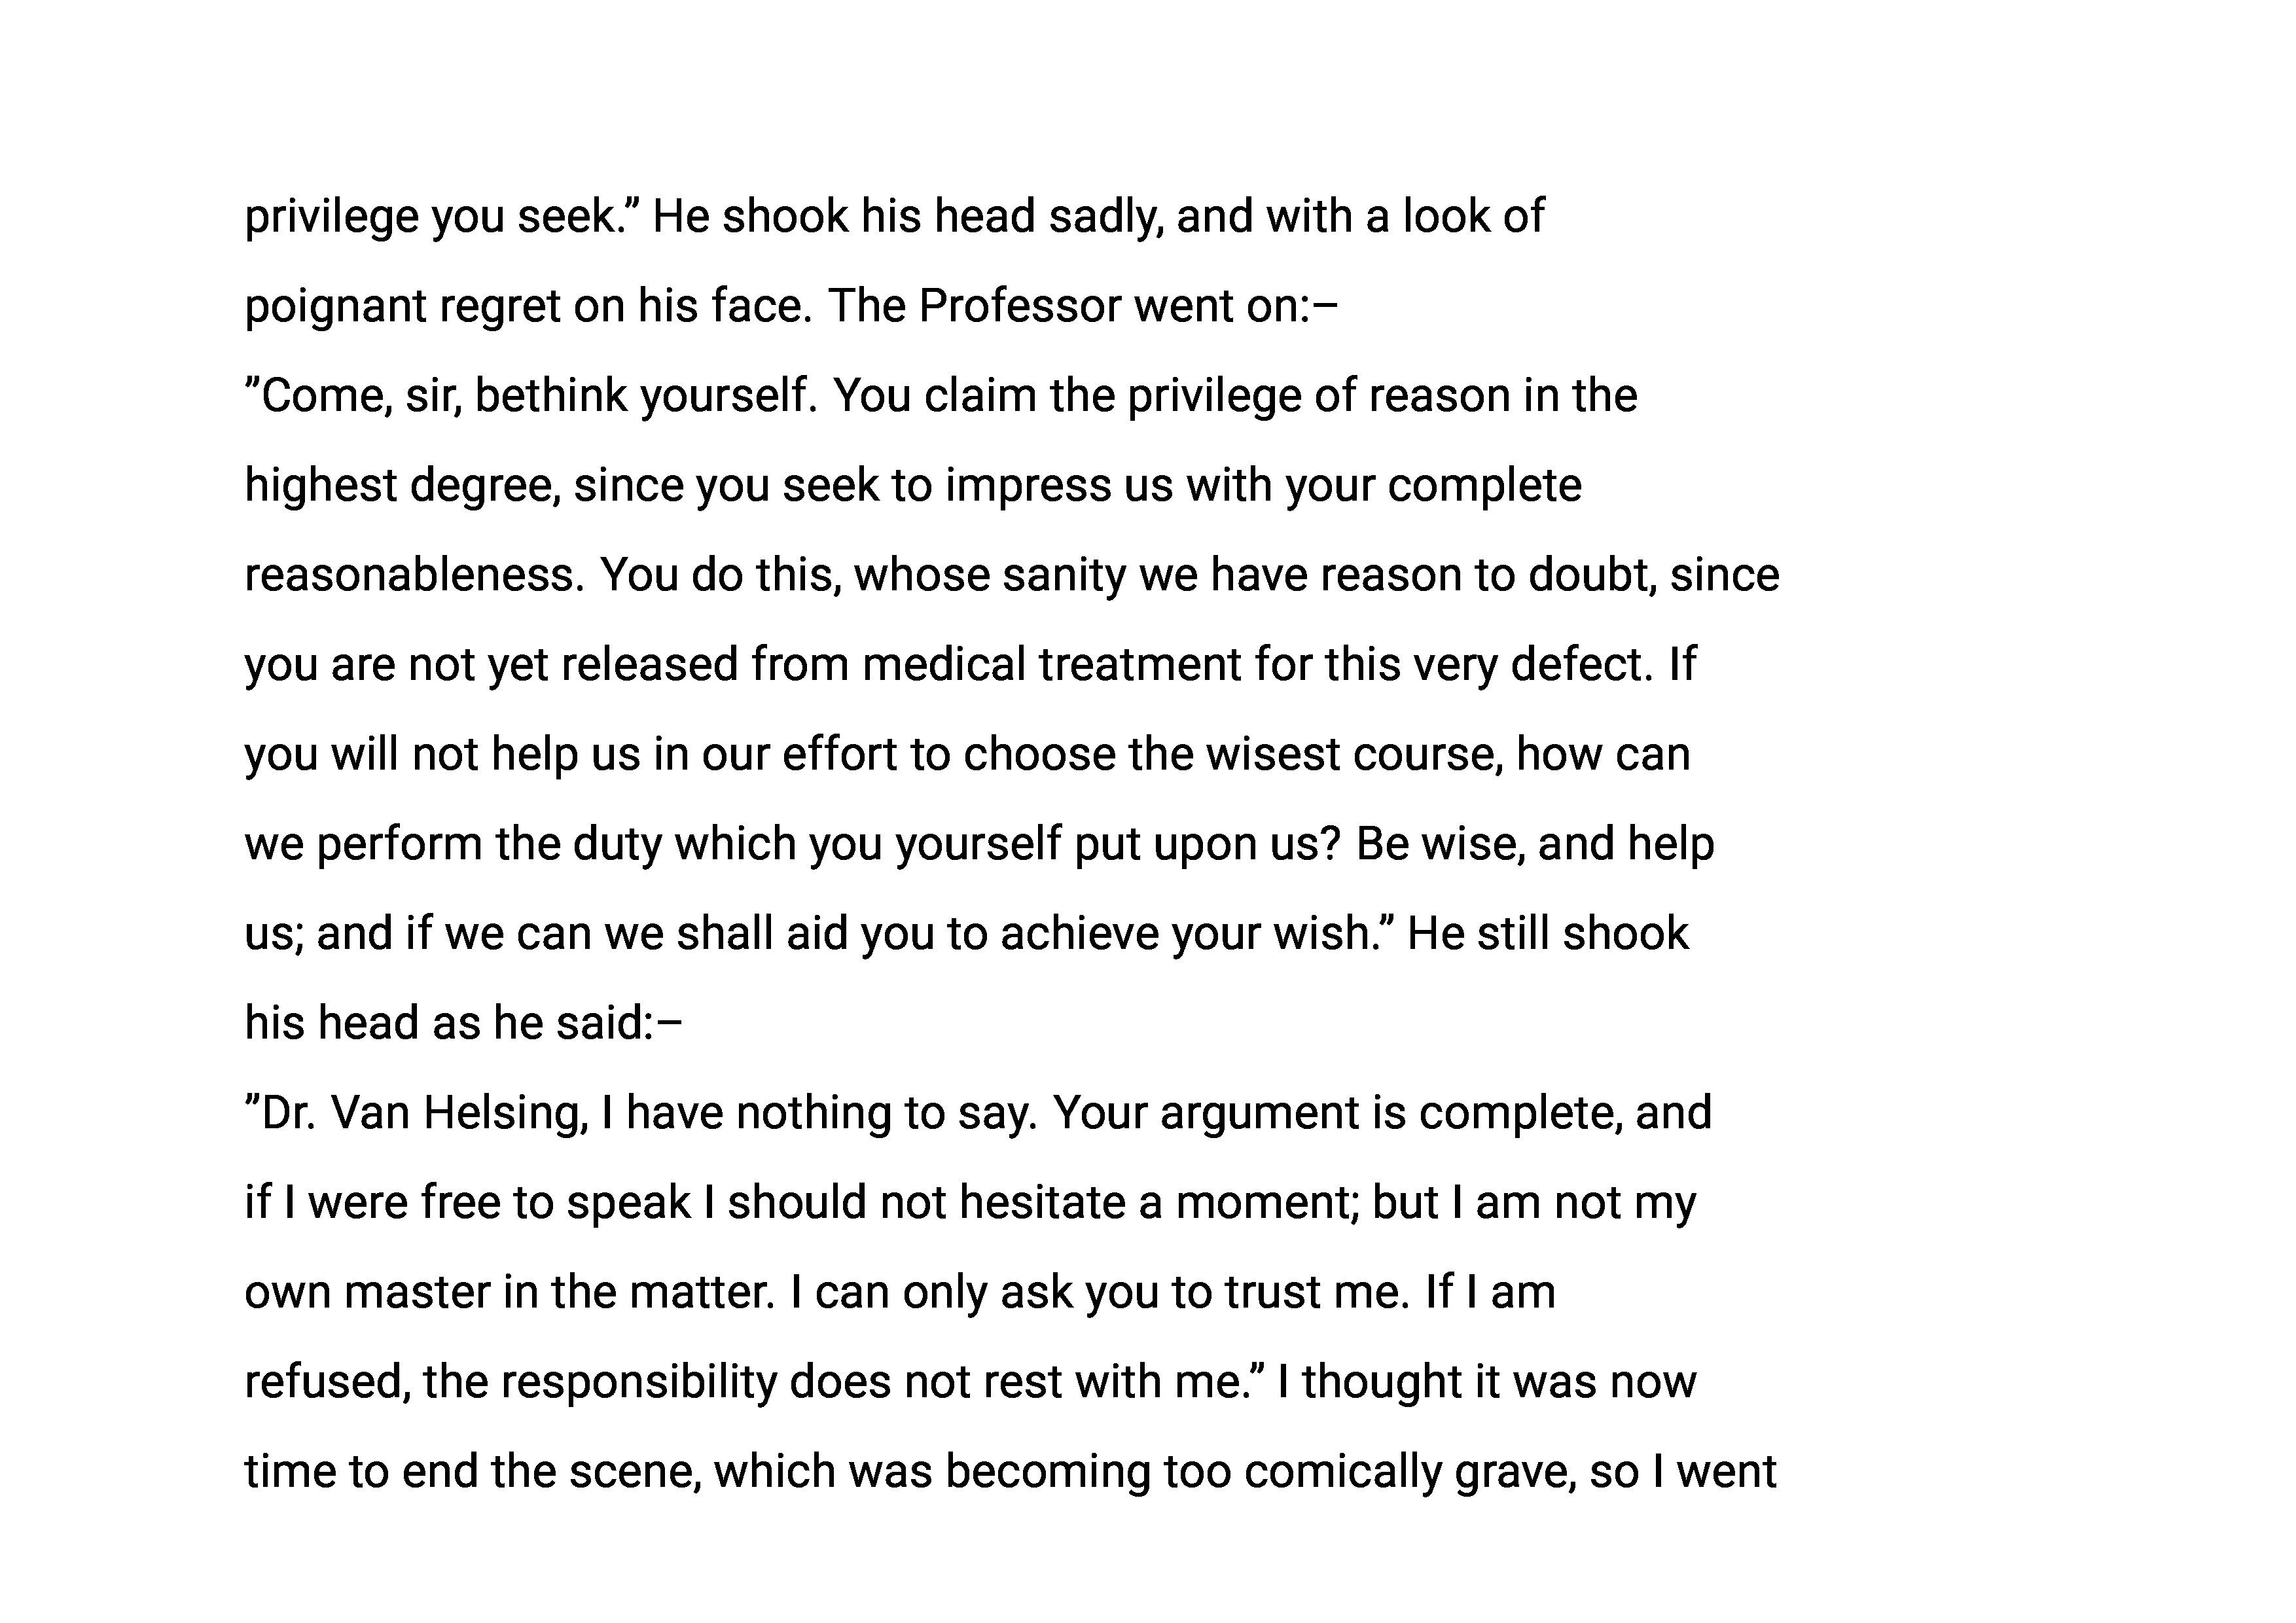 privilege you seek.” He shook his head sadly, and with a look of
poignant regret on his face. The Professor went on:–
”Come, sir, bethink yourself. You claim the privilege of reason in the
highest degree, since you seek to impress us with your complete
reasonableness. You do this, whose sanity we have reason to doubt, since
you are not yet released from medical treatment for this very defect. If
you will not help us in our effort to choose the wisest course, how can
we perform the duty which you yourself put upon us? Be wise, and help
us; and if we can we shall aid you to achieve your wish.” He still shook
his head as he said:–
”Dr. Van Helsing, I have nothing to say. Your argument is complete, and
if I were free to speak I should not hesitate a moment; but I am not my
own master in the matter. I can only ask you to trust me. If I am
refused, the responsibility does not rest with me.” I thought it was now
time to end the scene, which was becoming too comically grave, so I went